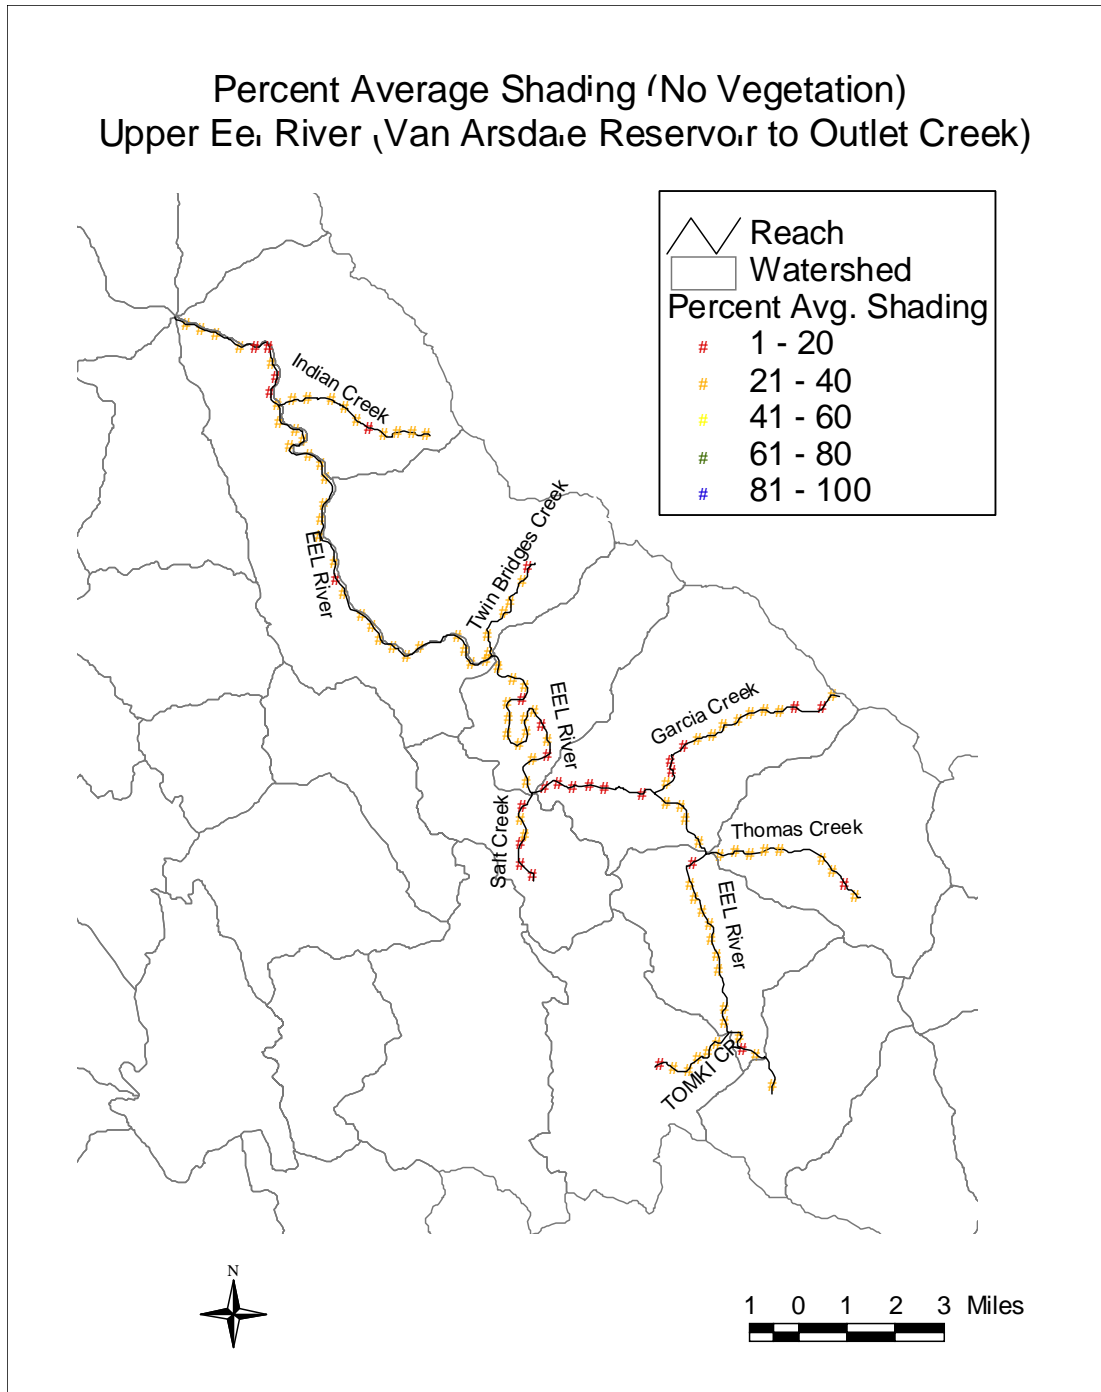 Percent Average Shading (No Vegetation)
Upper Eel River (Van Arsdale Reservoir to Outlet Creek)
Reach
Watershed
Percent Avg. Shading
# 1 - 20
# 21 - 40
# 41 - 60
# 61 - 80
# 81 - 100
Indian Creek
EEL River
Twin Bridges Creek
EEL River
Garcia Creek
Salt Creek
Thomas Creek
EEL River
TOMKI CR
N
1 0 1 2 3 Miles